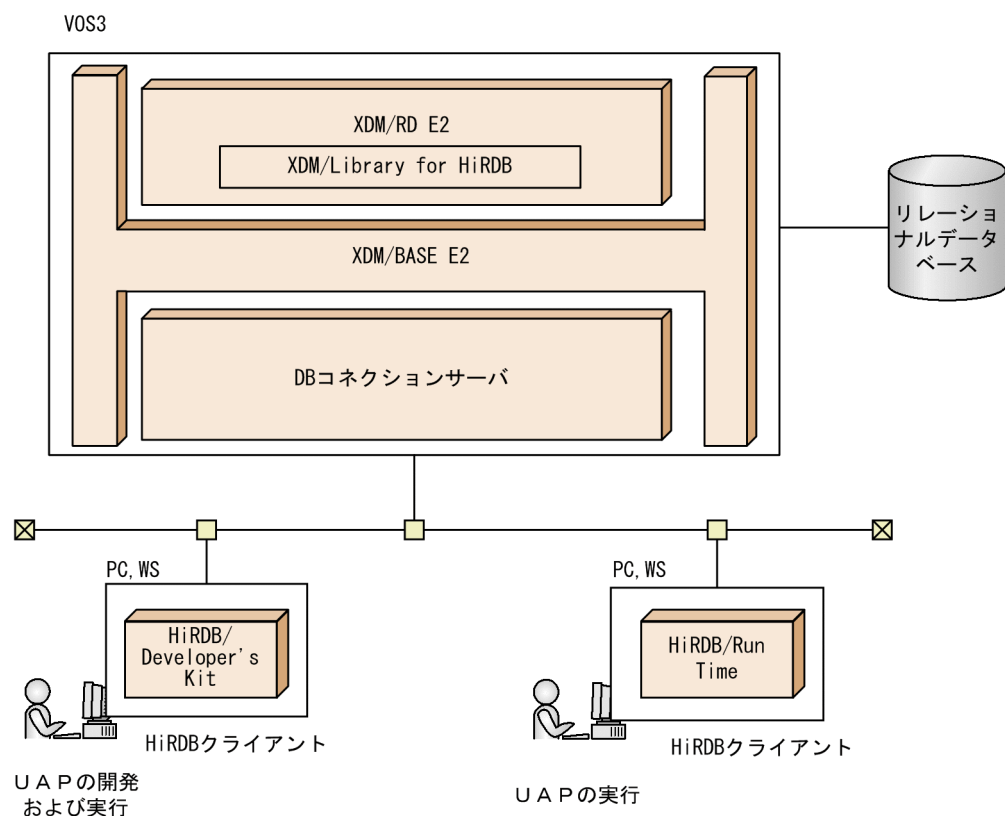 VOS3
XDM/RD E2
XDM/Library for HiRDB
XDM/BASE E2
DBコネクションサーバ
リレーショ
ナルデータ
ベース
PC,WS
HiRDB/
Developer's
Kit
HiRDBクライアント
UAPの開発
および実行
PC,WS
HiRDB/Run
Time
HiRDBクライアント
UAPの実行